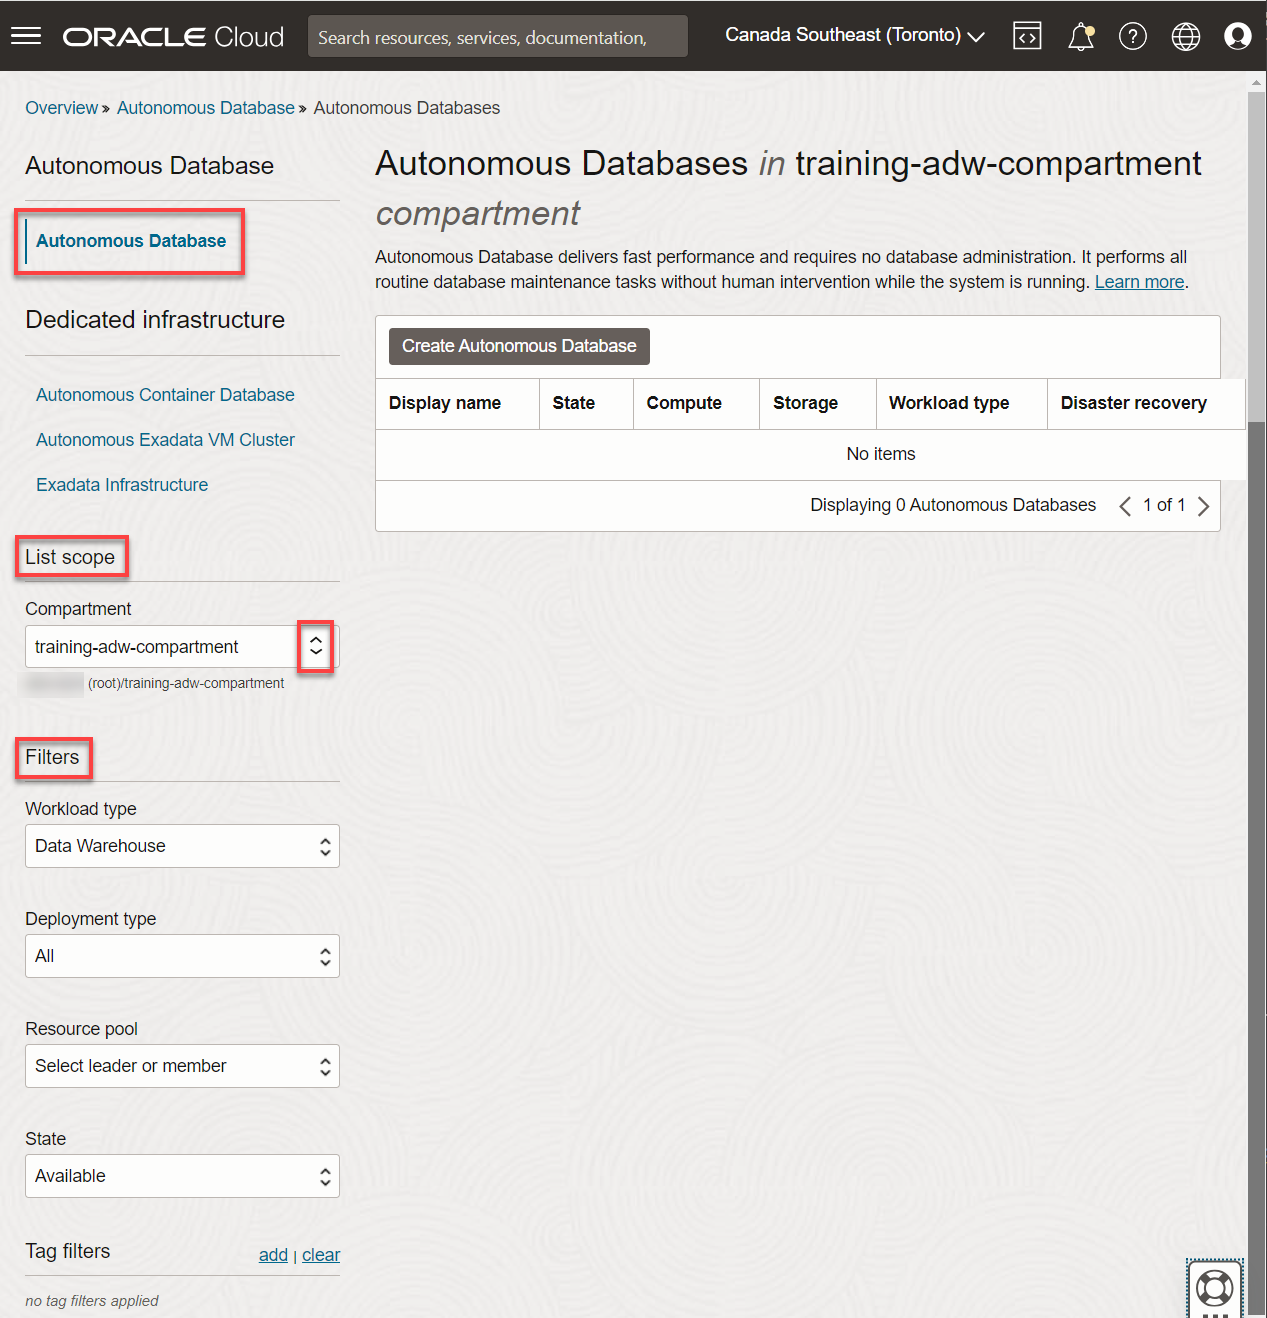 ORACLE Cloud
Search resources, services, documentation,
Canada Southeast (Toronto)
Overview » Autonomous Database » Autonomous Databases
Autonomous Database
Autonomous Database
Dedicated infrastructure
Autonomous Container Database
Autonomous Exadata VM Cluster
Exadata Infrastructure
List scope
Compartment
training-adw-compartment
(root)/training-adw-compartment
Filters
Workload type
Data Warehouse
Deployment type
All
Resource pool
Select leader or member
State
Available
Tag filters add | clear
no tag filters applied
Autonomous Databases in training-adw-compartment
compartment
Autonomous Database delivers fast performance and requires no database administration. It performs all
routine database maintenance tasks without human intervention while the system is running. Learn more.
Create Autonomous Database
Display name State Compute Storage Workload type Disaster recovery
No items
Displaying 0 Autonomous Databases < 1 of 1 >